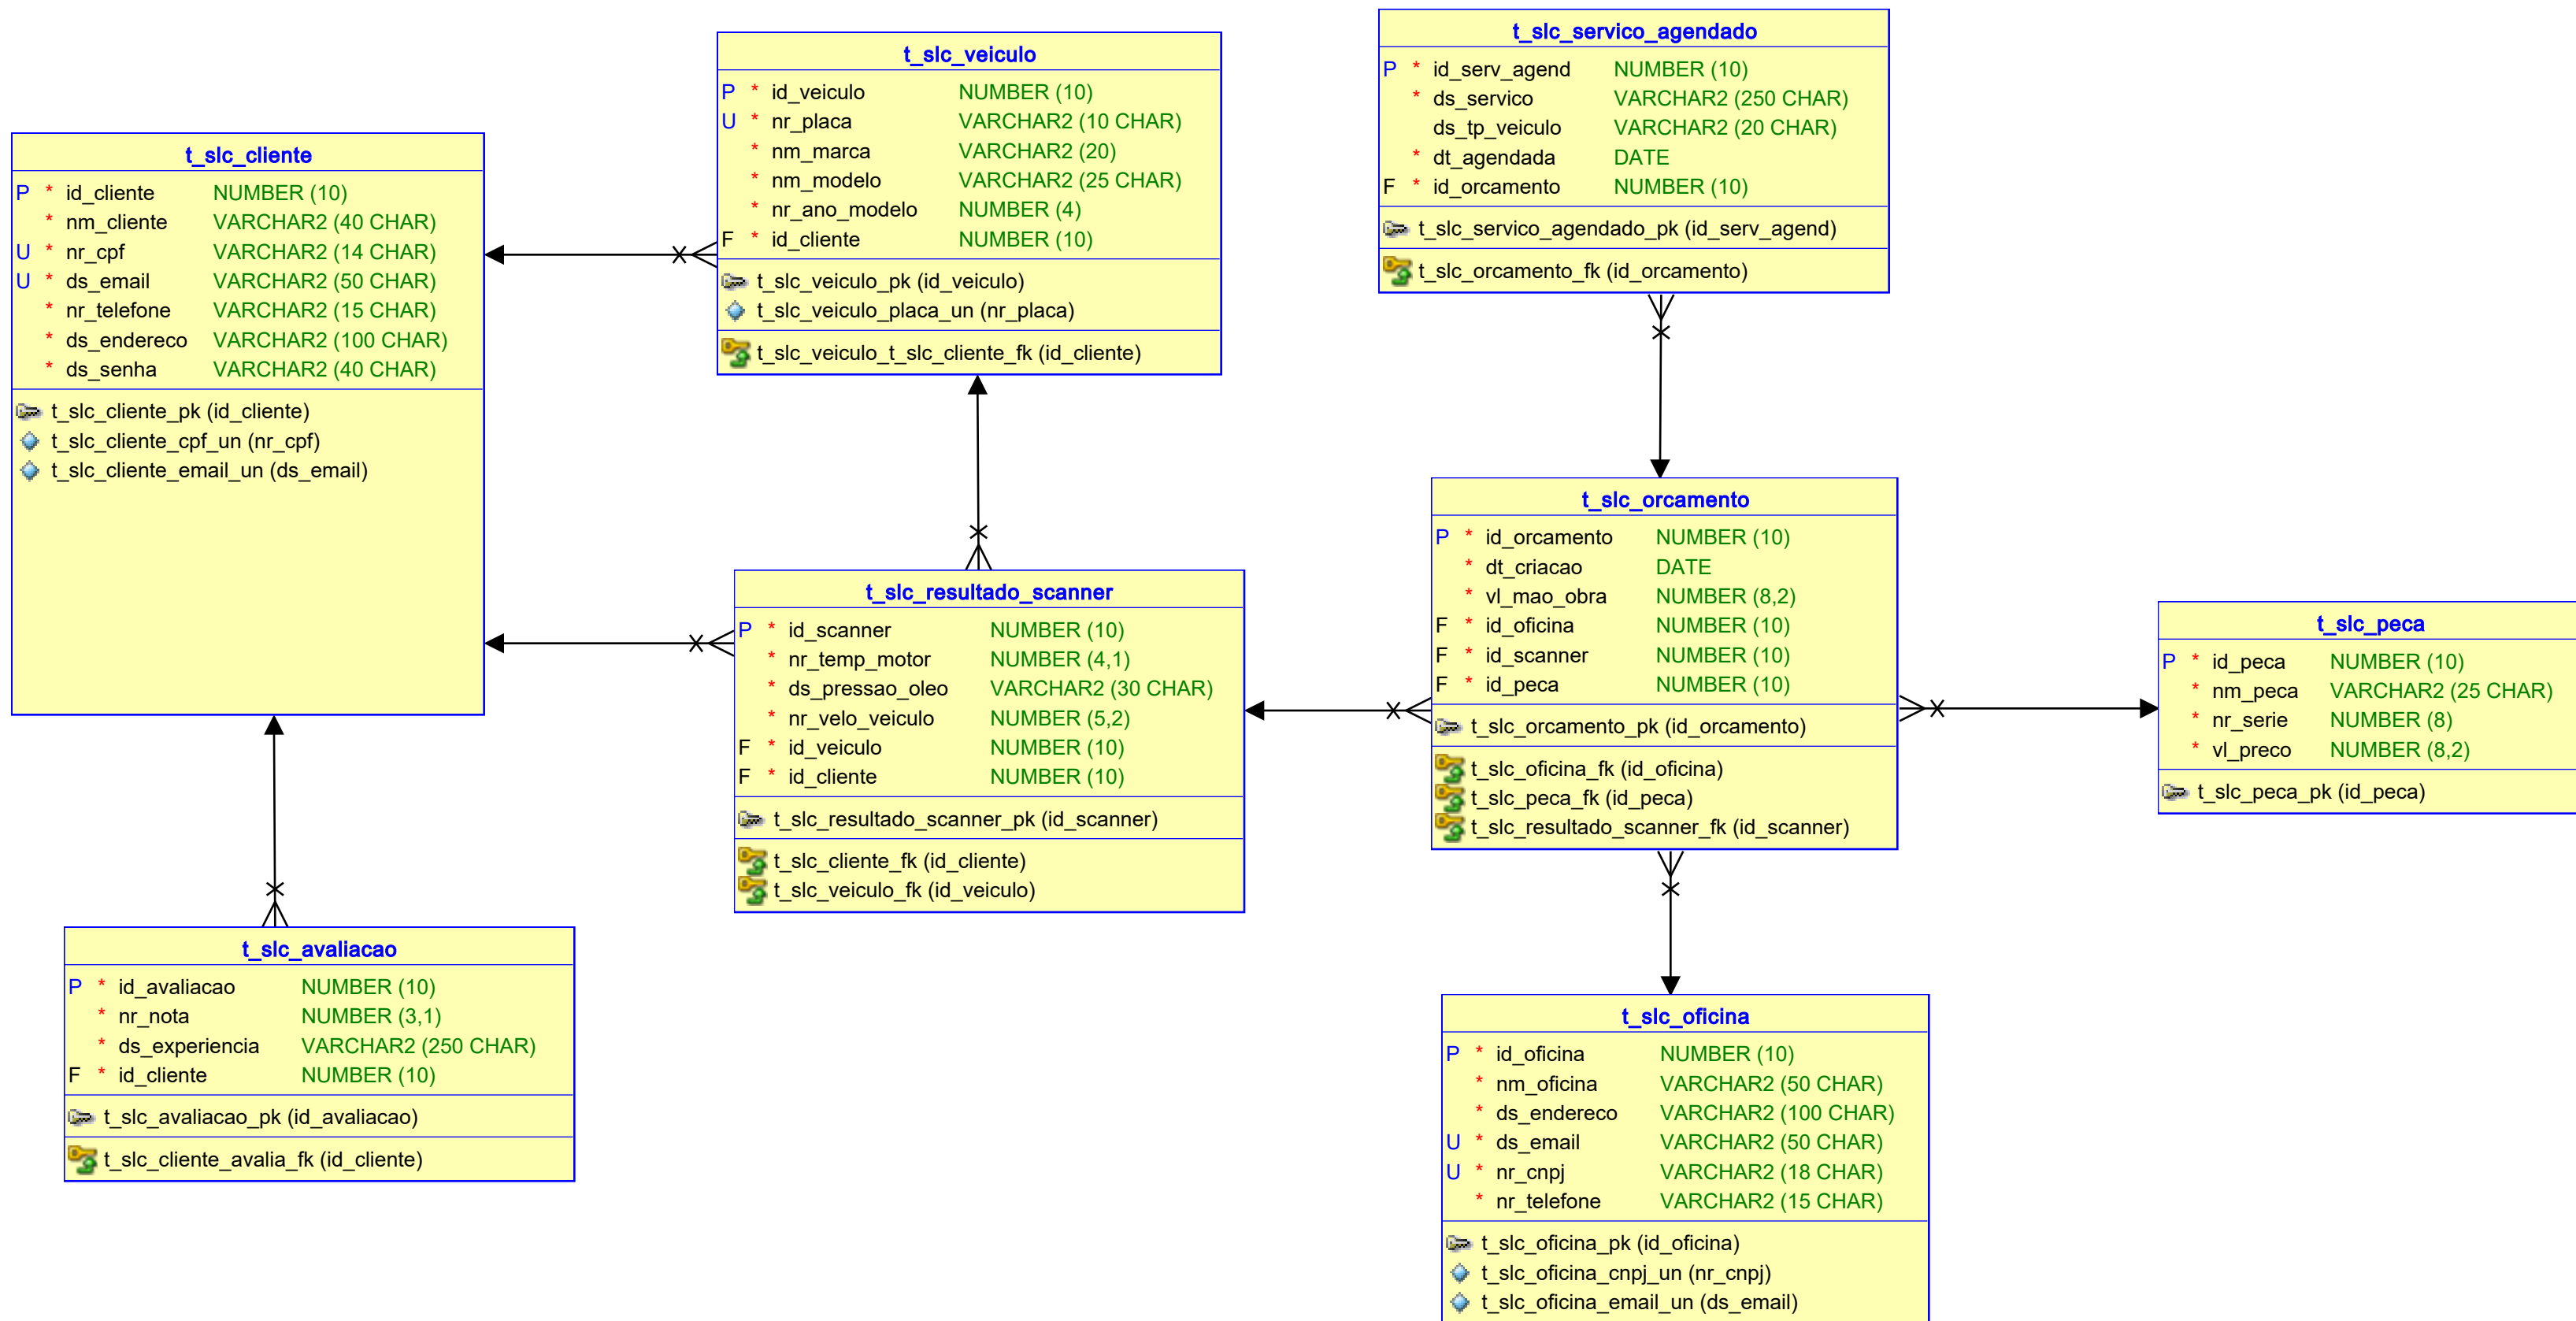 t_slc_cliente
P * id_cliente NUMBER (10)
* nm_cliente VARCHAR2 (40 CHAR)
U * nr_cpf VARCHAR2 (14 CHAR)
U * ds_email VARCHAR2 (50 CHAR)
* nr_telefone VARCHAR2 (15 CHAR)
* ds_endereco VARCHAR2 (100 CHAR)
* ds_senha VARCHAR2 (40 CHAR)
t_slc_cliente_pk (id_cliente)
t_slc_cliente_cpf_un (nr_cpf)
t_slc_cliente_email_un (ds_email)
t_slc_veiculo
P * id_veiculo NUMBER (10)
U * nr_placa VARCHAR2 (10 CHAR)
* nm_marca VARCHAR2 (20)
* nm_modelo VARCHAR2 (25 CHAR)
* nr_ano_modelo NUMBER (4)
F * id_cliente NUMBER (10)
t_slc_veiculo_pk (id_veiculo)
t_slc_veiculo_placa_un (nr_placa)
t_slc_veiculo_t_slc_cliente_fk (id_cliente)
t_slc_servico_agendado
P * id_serv_agend NUMBER (10)
* ds_servico VARCHAR2 (250 CHAR)
ds_tp_veiculo VARCHAR2 (20 CHAR)
* dt_agendada DATE
F * id_orcamento NUMBER (10)
t_slc_servico_agendado_pk (id_serv_agend)
t_slc_orcamento_fk (id_orcamento)
t_slc_resultado_scanner
P * id_scanner NUMBER (10)
* nr_temp_motor NUMBER (4,1)
* ds_pressao_oleo VARCHAR2 (30 CHAR)
* nr_velo_veiculo NUMBER (5,2)
F * id_veiculo NUMBER (10)
F * id_cliente NUMBER (10)
t_slc_resultado_scanner_pk (id_scanner)
t_slc_cliente_fk (id_cliente)
t_slc_veiculo_fk (id_veiculo)
t_slc_orcamento
P * id_orcamento NUMBER (10)
* dt_criacao DATE
* vl_mao_obra NUMBER (8,2)
F * id_oficina NUMBER (10)
F * id_scanner NUMBER (10)
F * id_peca NUMBER (10)
t_slc_orcamento_pk (id_orcamento)
t_slc_oficina_fk (id_oficina)
t_slc_peca_fk (id_peca)
t_slc_resultado_scanner_fk (id_scanner)
t_slc_peca
P * id_peca NUMBER (10)
* nm_peca VARCHAR2 (25 CHAR)
* nr_serie NUMBER (8)
* vl_preco NUMBER (8,2)
t_slc_peca_pk (id_peca)
t_slc_avaliacao
P * id_avaliacao NUMBER (10)
* nr_nota NUMBER (3,1)
* ds_experiencia VARCHAR2 (250 CHAR)
F * id_cliente NUMBER (10)
t_slc_avaliacao_pk (id_avaliacao)
t_slc_cliente_avalia_fk (id_cliente)
t_slc_oficina
P * id_oficina NUMBER (10)
* nm_oficina VARCHAR2 (50 CHAR)
* ds_endereco VARCHAR2 (100 CHAR)
U * ds_email VARCHAR2 (50 CHAR)
U * nr_cnpj VARCHAR2 (18 CHAR)
* nr_telefone VARCHAR2 (15 CHAR)
t_slc_oficina_pk (id_oficina)
t_slc_oficina_cnpj_un (nr_cnpj)
t_slc_oficina_email_un (ds_email)